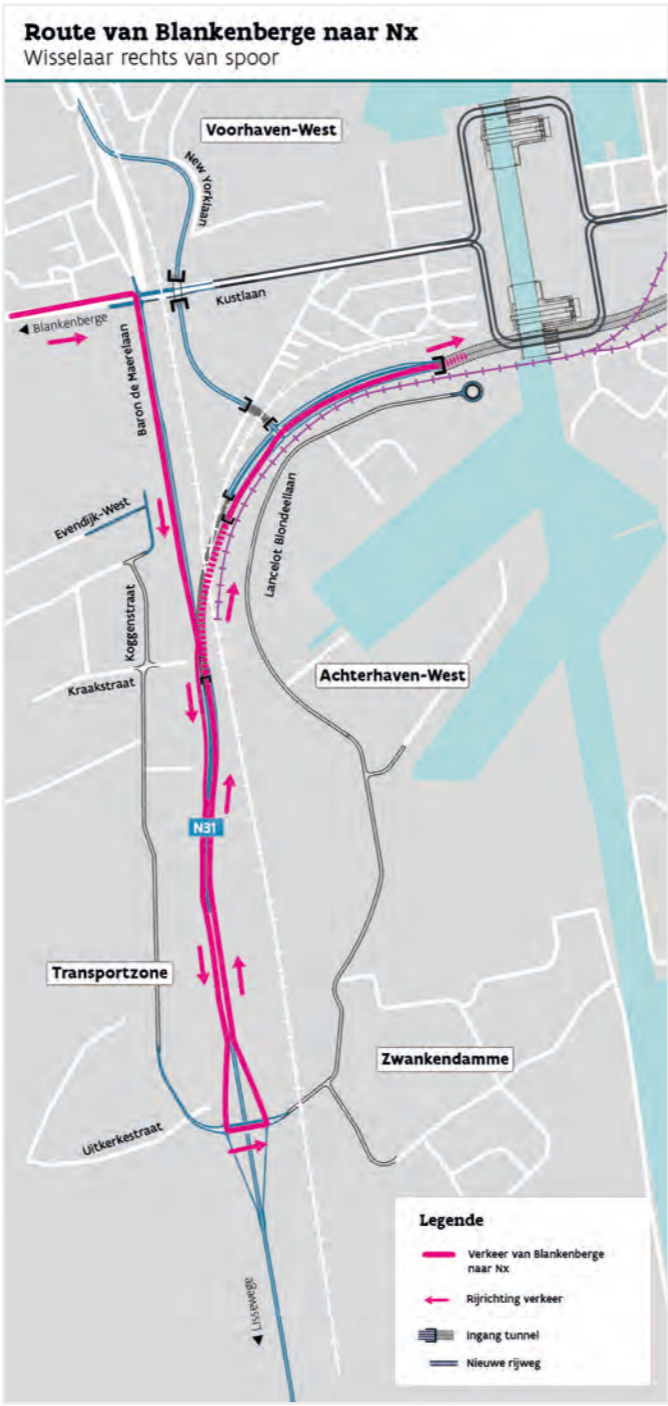 Route van Blankenberge naar Nx
Wisselaar rechts van spoor
Voorhaven-West
New Yorklaan
Kustlaan
◄ Blankenberge
Baron de Maerelaan
Evendijk-West
Lancelot Blondeellaan
Koggenstraat
Kraakstraat
Achterhaven-West
N31
Transportzone
Zwankendamme
Uitkerkestraat
◄ Lissewege
Legende
Verkeer van Blankenberge
naar Nx
Rijrichting verkeer
Ingang tunnel
Nieuwe rijweg